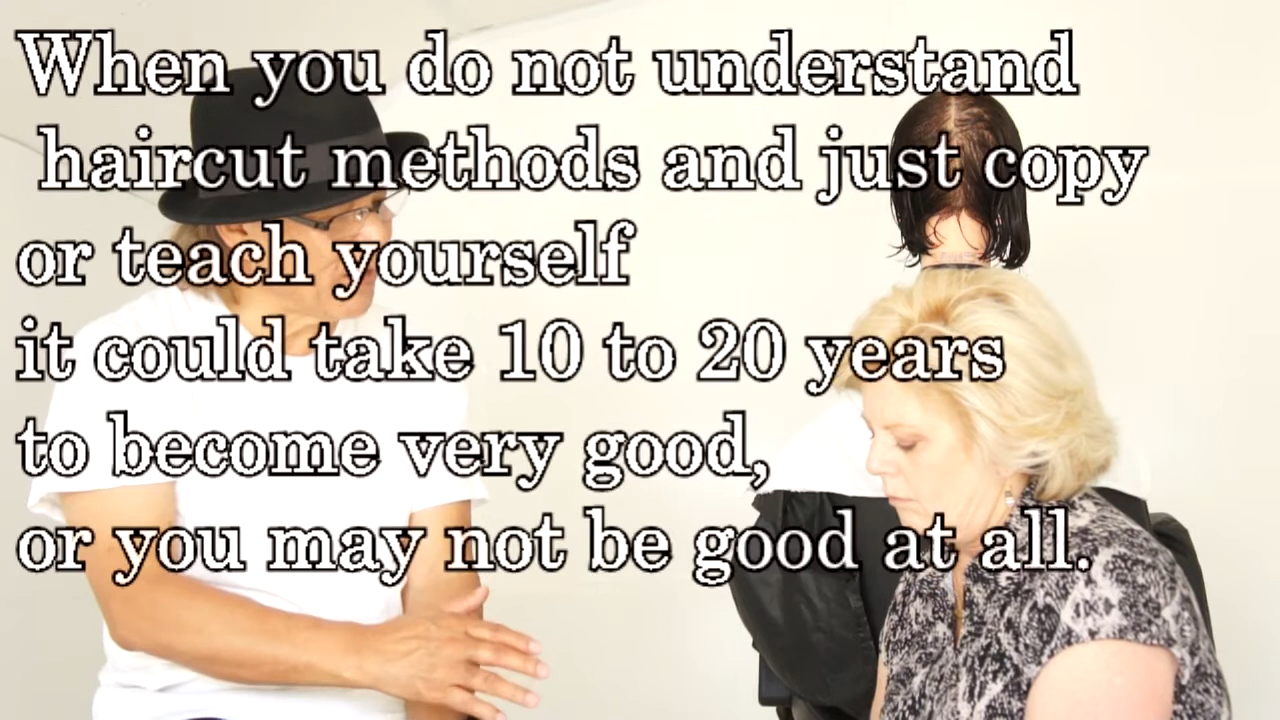 When you do not understand
haircut methods and just copy
or teach yourself
it could take 10 to 20 years
to become very good,
or you may not be good at all.